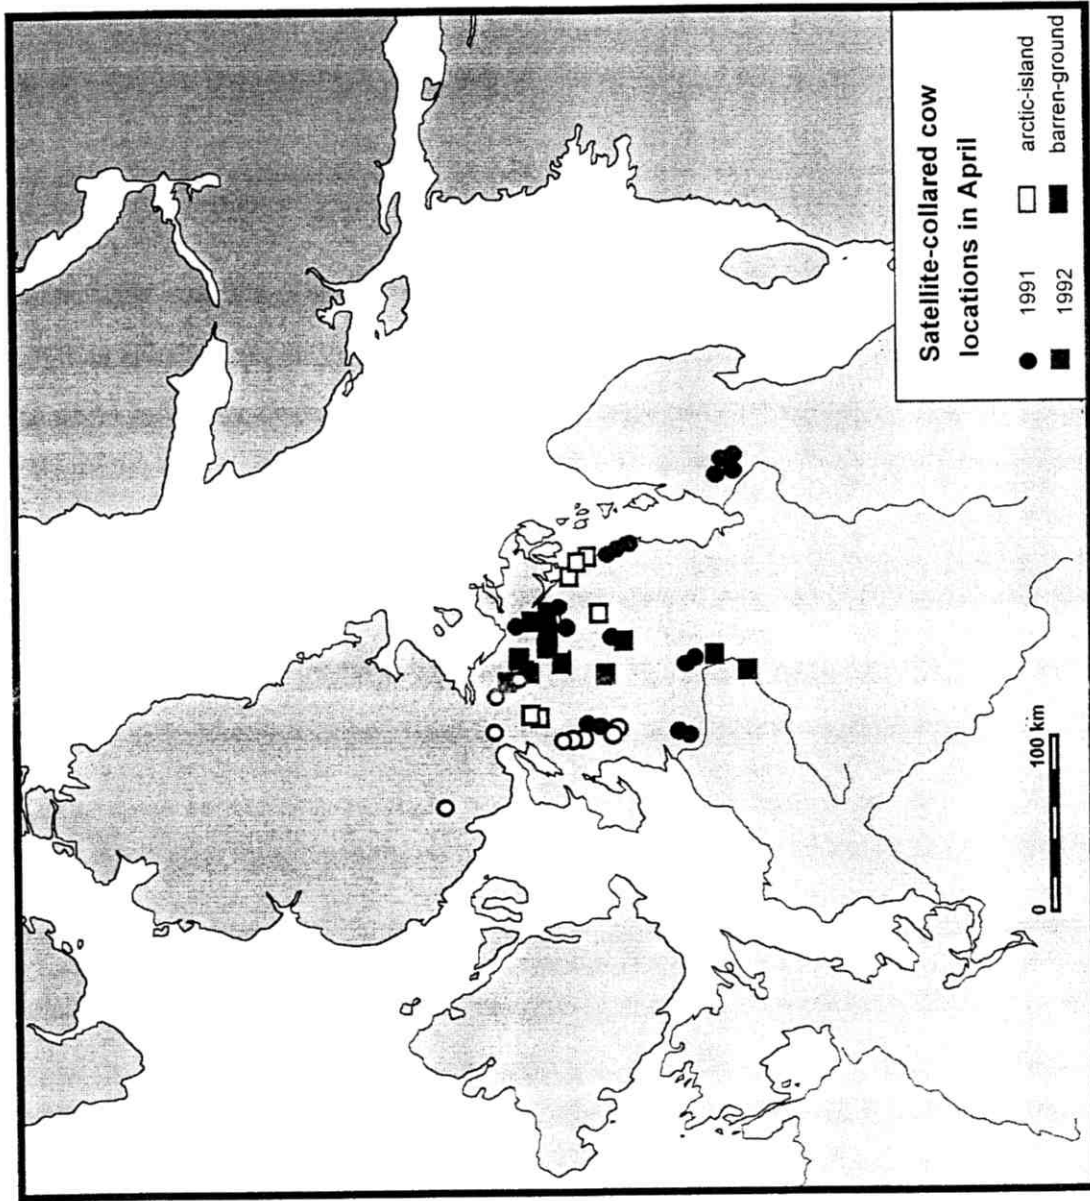 Satellite-collared cow
locations in April
1991 arctic-island
1992 barren-ground
0 100 km